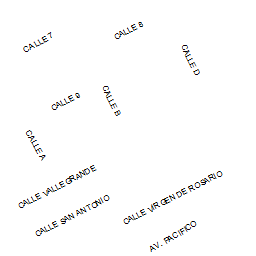 CALLE 7
CALLE 8
CALLE D
CALLE 9
CALLE B
CALLE A
CALLE VALLE GRANDE
CALLE SAN ANTONIO
CALLE VIRGEN DE ROSARIO
AV. PACIFICO